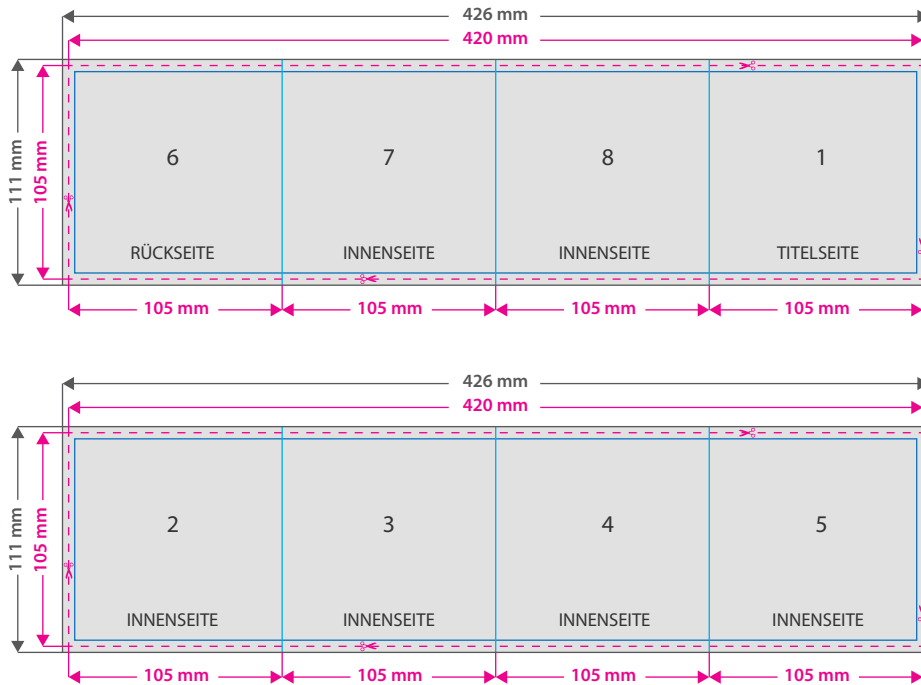 426 mm
420 mm
111 mm
105 mm
6 7 8 1
RÜCKSEITE INNENSEITE INNENSEITE TITELSEITE
105 mm 105 mm 105 mm 105 mm
426 mm
420 mm
111 mm
105 mm
2 3 4 5
INNENSEITE INNENSEITE INNENSEITE INNENSEITE
105 mm 105 mm 105 mm 105 mm